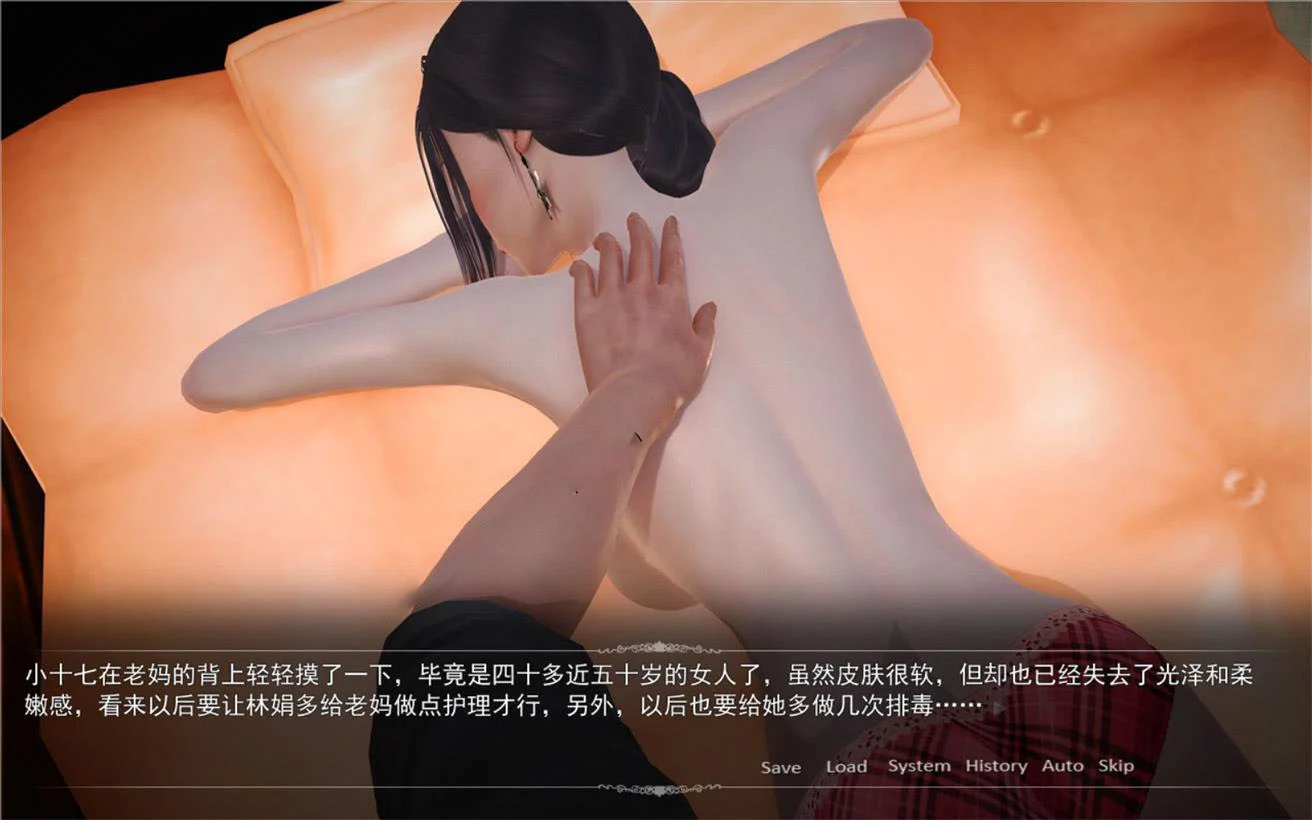 小十七在老妈的背上轻轻摸了一下，毕竟是四十多近五十岁的女人了，虽然皮肤很软，但却也已经失去了光泽和柔
嫩感，看来以后要让林娟多给老妈做点护理才行，另外，以后也要给她多做几次排毒……
Save Load System History Auto Skip